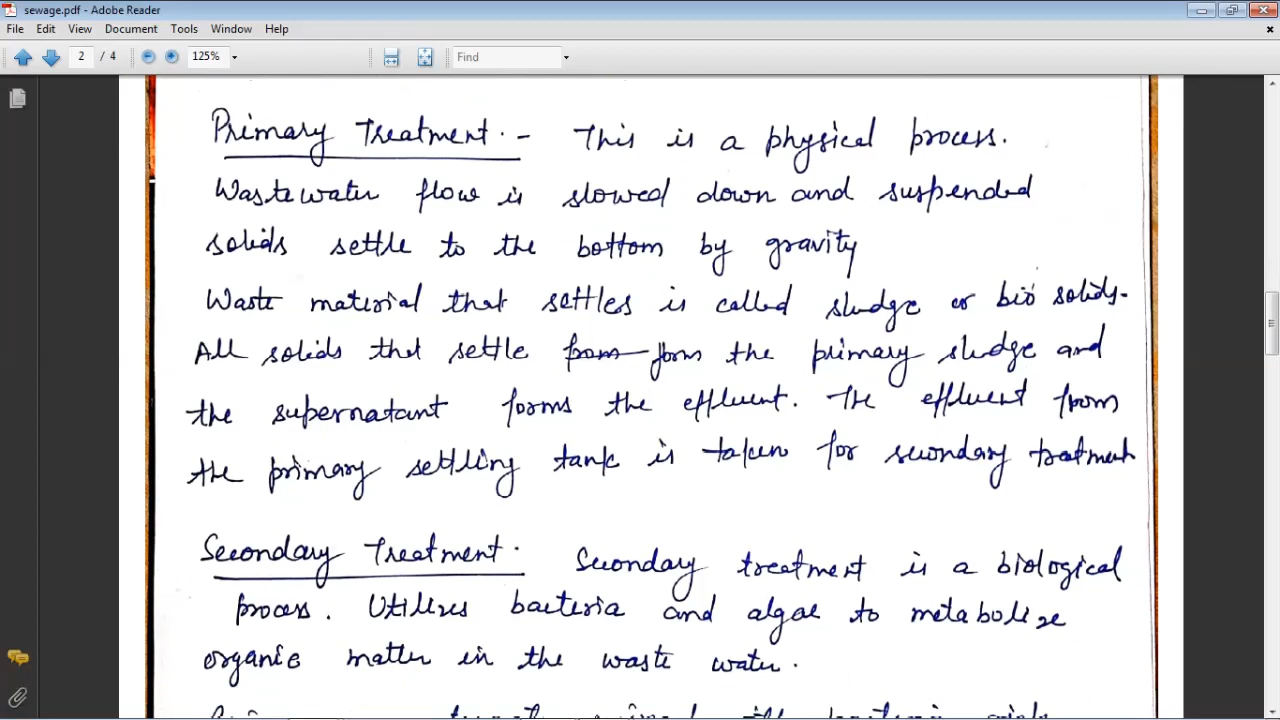 sewage.pdf - Adobe Reader
File Edit View Document Tools Window Help
2 / 4 125% Find
Primary Treatment. - This is a physical process.
Wastewater flow is slowed down and suspended
solids settle to the bottom by gravity
Waste material that settles is called sludge or bio solids.
All solids that settle from form the primary sludge and
the supernatant forms the effluent. The effluent from
the primary settling tank is taken for secondary treatment
Secondary Treatment. Secondary treatment is a biological
process. Utilizes bacteria and algae to metabolize
organic matter in the waste water.